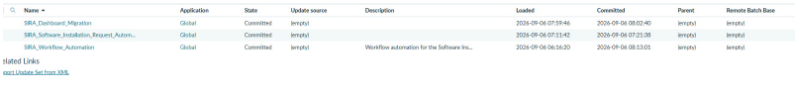 Name Application State Update source Description Loaded Committed Parent Remote Batch Base
SIRA_Dashboard_Migration Global Committed (empty) 2026-09-06 07:59:46 2026-09-06 08:02:40 (empty) (empty)
SIRA_Software_Installation_Request_Autom... Global Committed (empty) 2026-09-06 07:11:42 2026-09-06 07:21:38 (empty) (empty)
SIRA_Workflow_Automation Global Committed (empty) Workflow automation for the Software Ins... 2026-09-06 06:16:20 2026-09-06 08:13:01 (empty) (empty)
elated Links
port Update Set from XML